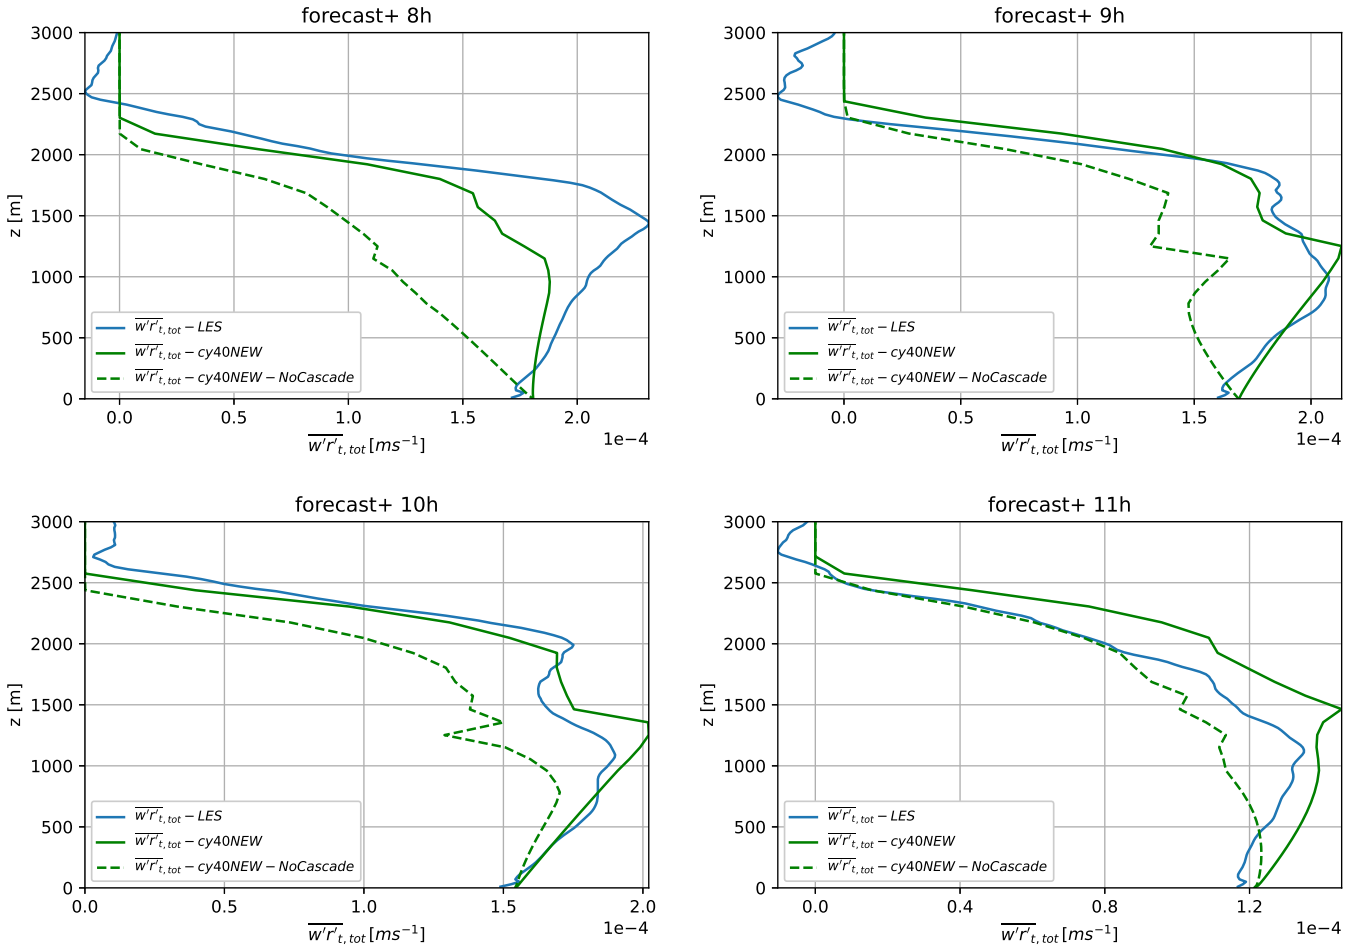 forecast+ 8h
3000
2500
2000
1500
1000
500
0
z [m]
w'r't,tot − LES
w'r't,tot − cy40NEW
w'r't,tot − cy40NEW − NoCascade
0.0 0.5 1.0 1.5 2.0
1e−4
w'r't,tot [ms−1]
forecast+ 9h
3000
2500
2000
1500
1000
500
0
z [m]
w'r't,tot − LES
w'r't,tot − cy40NEW
w'r't,tot − cy40NEW − NoCascade
0.0 0.5 1.0 1.5 2.0
1e−4
w'r't,tot [ms−1]
forecast+ 10h
3000
2500
2000
1500
1000
500
0
z [m]
w'r't,tot − LES
w'r't,tot − cy40NEW
w'r't,tot − cy40NEW − NoCascade
0.0 0.5 1.0 1.5 2.0
1e−4
w'r't,tot [ms−1]
forecast+ 11h
3000
2500
2000
1500
1000
500
0
z [m]
w'r't,tot − LES
w'r't,tot − cy40NEW
w'r't,tot − cy40NEW − NoCascade
0.0 0.4 0.8 1.2
1e−4
w'r't,tot [ms−1]